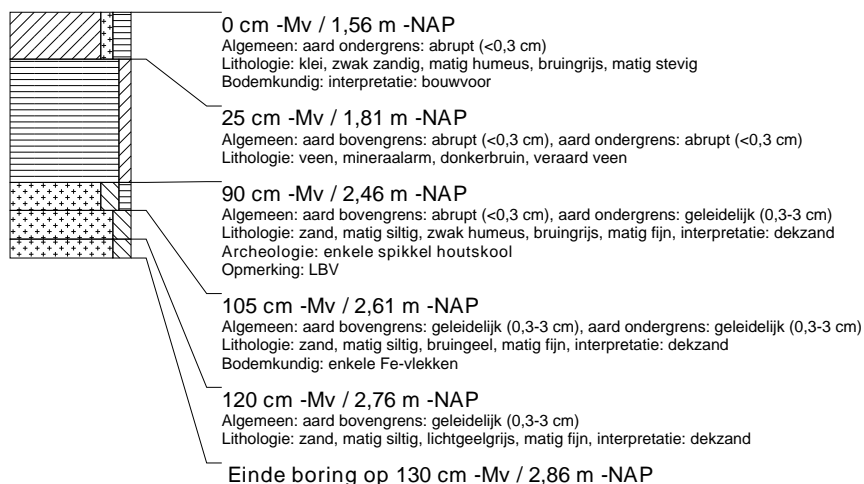 0 cm -Mv / 1,56 m -NAP
Algemeen: aard ondergrens: abrupt (<0,3 cm)
Lithologie: klei, zwak zandig, matig humeus, bruingrijs, matig stevig
Bodemkundig: interpretatie: bouwvoor
25 cm -Mv / 1,81 m -NAP
Algemeen: aard bovengrens: abrupt (<0,3 cm), aard ondergrens: abrupt (<0,3 cm)
Lithologie: veen, mineraalarm, donkerbruin, veraard veen
90 cm -Mv / 2,46 m -NAP
Algemeen: aard bovengrens: abrupt (<0,3 cm), aard ondergrens: geleidelijk (0,3-3 cm)
Lithologie: zand, matig siltig, zwak humeus, bruingrijs, matig fijn, interpretatie: dekzand
Archeologie: enkele spikkel houtskool
Opmerking: LBV
105 cm -Mv / 2,61 m -NAP
Algemeen: aard bovengrens: geleidelijk (0,3-3 cm), aard ondergrens: geleidelijk (0,3-3 cm)
Lithologie: zand, matig siltig, bruingeel, matig fijn, interpretatie: dekzand
Bodemkundig: enkele Fe-vlekken
120 cm -Mv / 2,76 m -NAP
Algemeen: aard bovengrens: geleidelijk (0,3-3 cm)
Lithologie: zand, matig siltig, lichtgeelgrijs, matig fijn, interpretatie: dekzand
Einde boring op 130 cm -Mv / 2,86 m -NAP